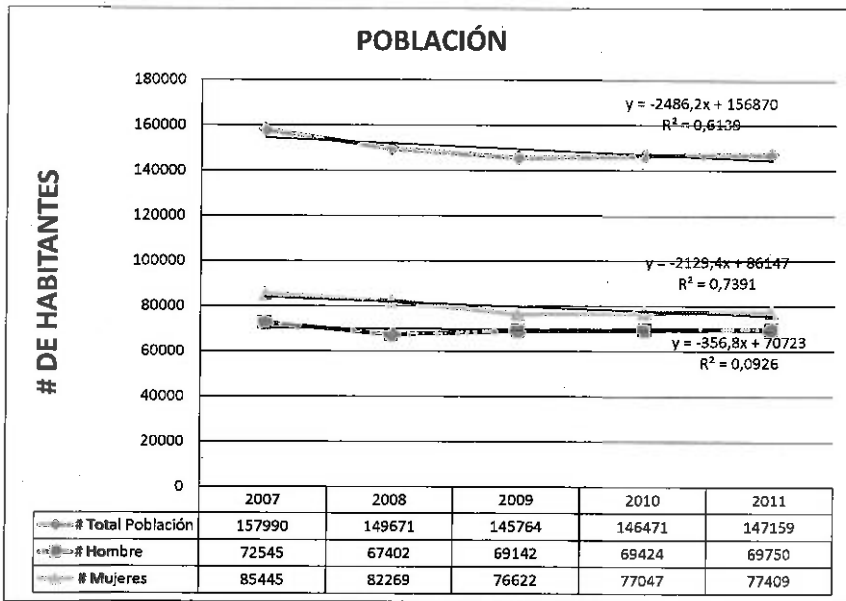 POBLACIÓN
# DE HABITANTES
180000
160000
140000
120000
100000
80000
60000
40000
20000
0
y = -2486,2x + 156870
R² = 0,6139
y = -2129,4x + 86147
R² = 0,7391
y = -356,8x + 70723
R² = 0,0926
2007 2008 2009 2010 2011
# Total Población 157990 149671 145764 146471 147159
# Hombre 72545 67402 69142 69424 69750
# Mujeres 85445 82269 76622 77047 77409